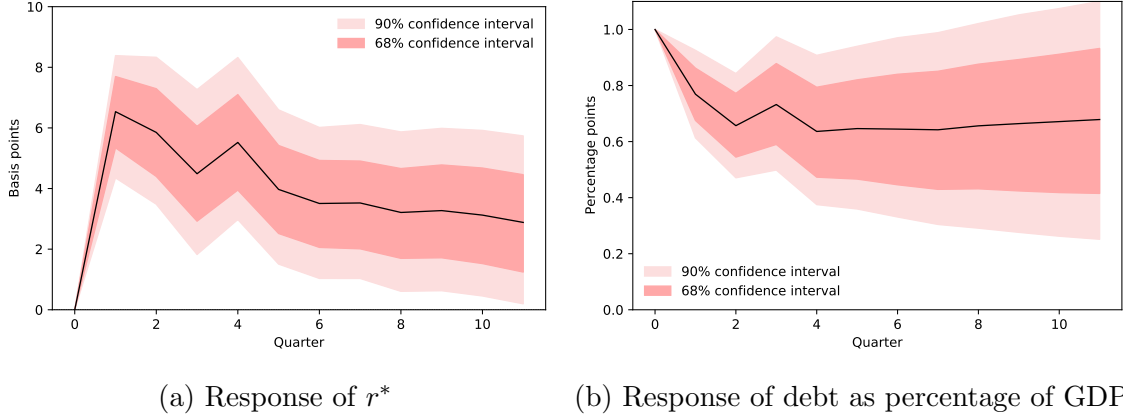 10
8
6
4
2
0
Basis points
90% confidence interval
68% confidence interval
0 2 4 6 8 10
Quarter
(a) Response of r*
1.0
0.8
0.6
0.4
0.2
0.0
Percentage points
90% confidence interval
68% confidence interval
0 2 4 6 8 10
Quarter
(b) Response of debt as percentage of GDP